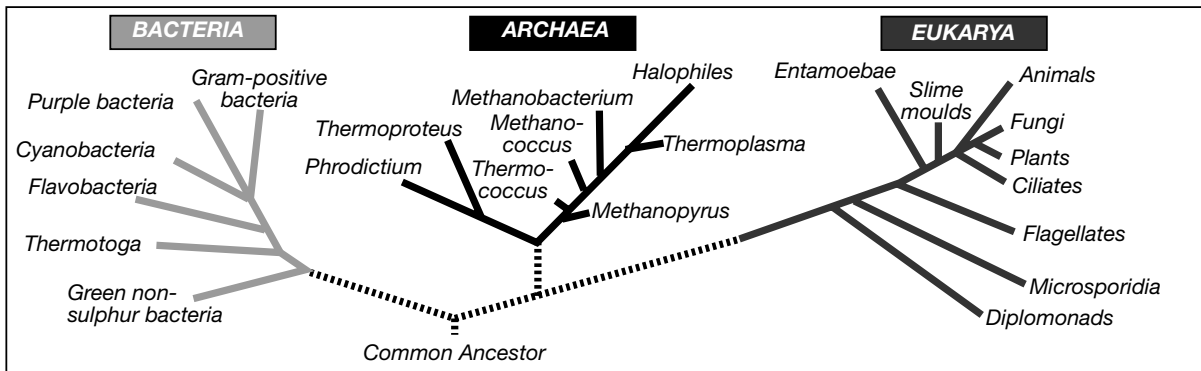 BACTERIA
ARCHAEA
EUKARYA
Gram-positive
bacteria
Purple bacteria
Cyanobacteria
Flavobacteria
Thermotoga
Green non-
sulphur bacteria
Halophiles
Methanobacterium
Methano-
coccus
Thermoproteus
Thermoplasma
Phrodictium
Thermo-
coccus
Methanopyrus
Entamoebae
Slime
moulds
Animals
Fungi
Plants
Ciliates
Flagellates
Microsporidia
Diplomonads
Common Ancestor